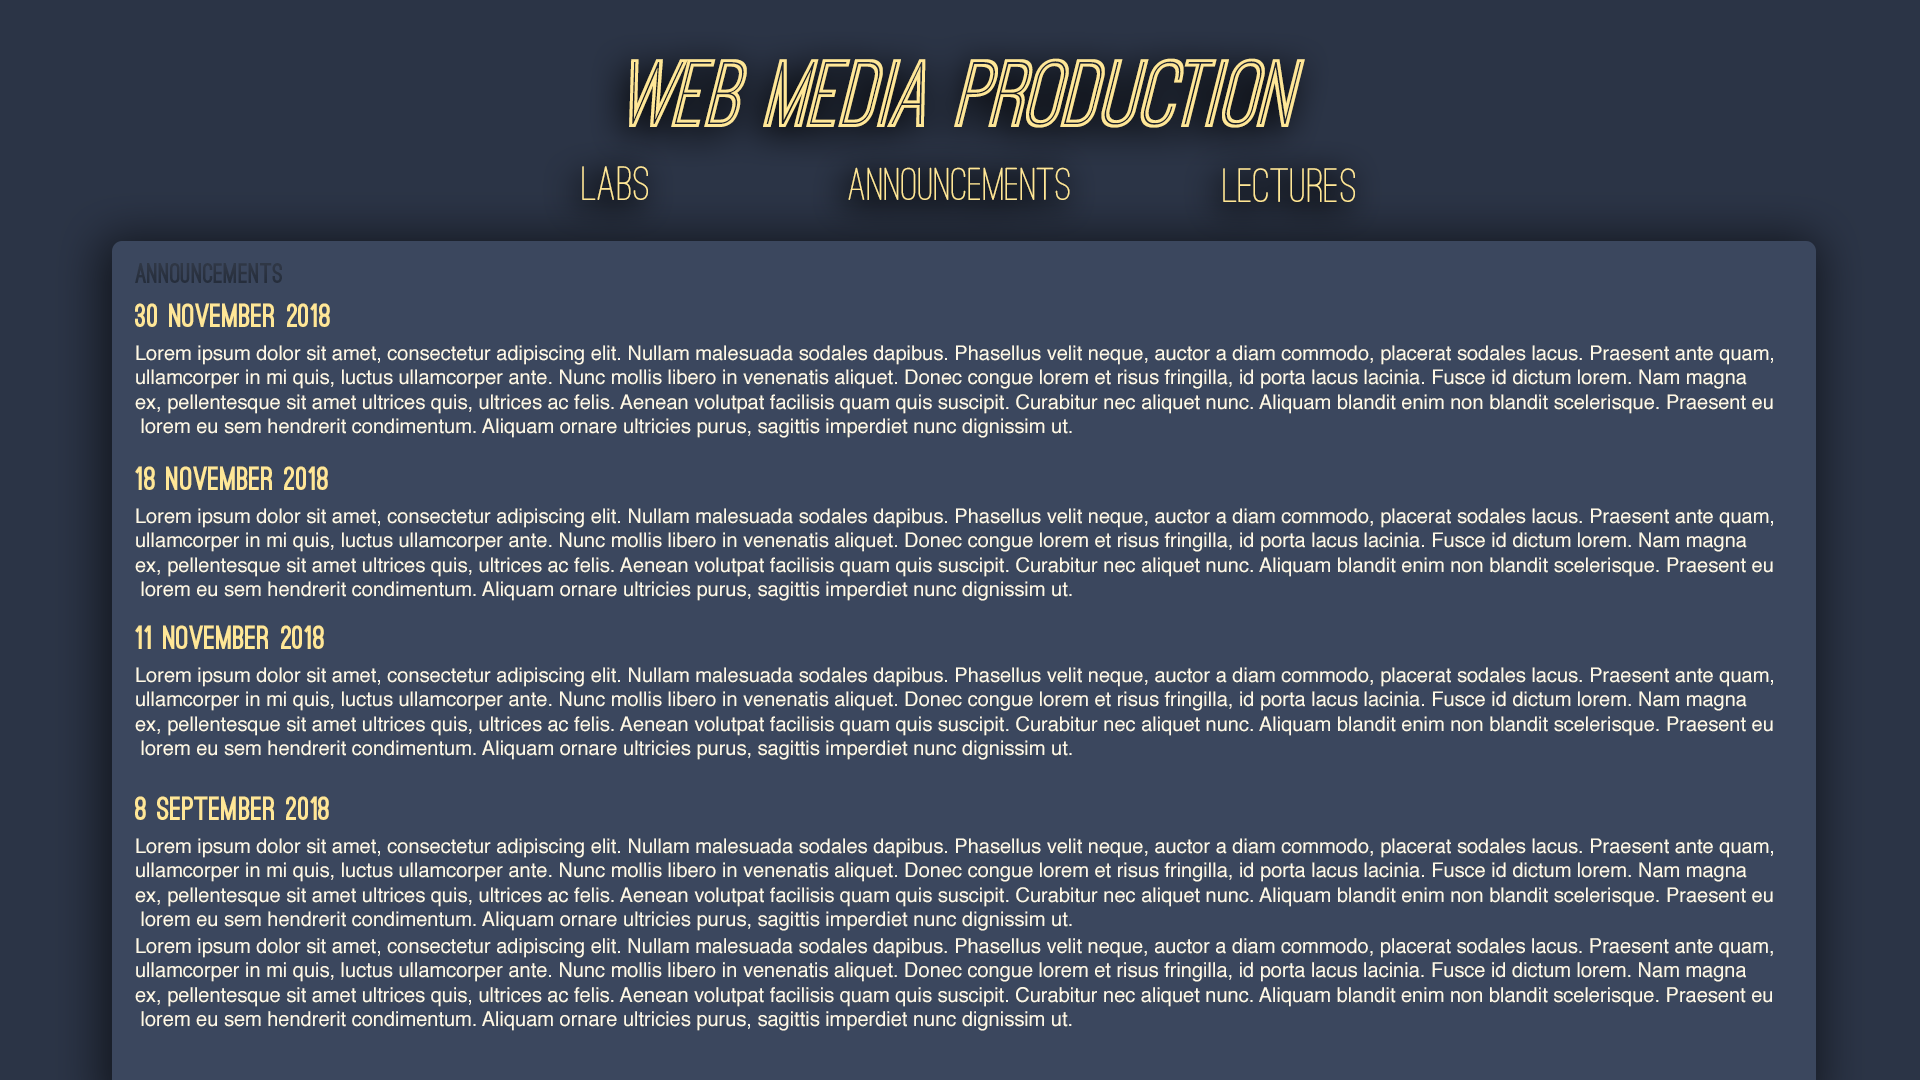 WEB MEDIA PRODUCTION
LABS ANNOUNCEMENTS LECTURES
ANNOUNCEMENTS
30 NOVEMBER 2018
Lorem ipsum dolor sit amet, consectetur adipiscing elit. Nullam malesuada sodales dapibus. Phasellus velit neque, auctor a diam commodo, placerat sodales lacus. Praesent ante quam,
ullamcorper in mi quis, luctus ullamcorper ante. Nunc mollis libero in venenatis aliquet. Donec congue lorem et risus fringilla, id porta lacus lacinia. Fusce id dictum lorem. Nam magna
ex, pellentesque sit amet ultrices quis, ultrices ac felis. Aenean volutpat facilisis quam quis suscipit. Curabitur nec aliquet nunc. Aliquam blandit enim non blandit scelerisque. Praesent eu
lorem eu sem hendrerit condimentum. Aliquam ornare ultricies purus, sagittis imperdiet nunc dignissim ut.
18 NOVEMBER 2018
Lorem ipsum dolor sit amet, consectetur adipiscing elit. Nullam malesuada sodales dapibus. Phasellus velit neque, auctor a diam commodo, placerat sodales lacus. Praesent ante quam,
ullamcorper in mi quis, luctus ullamcorper ante. Nunc mollis libero in venenatis aliquet. Donec congue lorem et risus fringilla, id porta lacus lacinia. Fusce id dictum lorem. Nam magna
ex, pellentesque sit amet ultrices quis, ultrices ac felis. Aenean volutpat facilisis quam quis suscipit. Curabitur nec aliquet nunc. Aliquam blandit enim non blandit scelerisque. Praesent eu
lorem eu sem hendrerit condimentum. Aliquam ornare ultricies purus, sagittis imperdiet nunc dignissim ut.
11 NOVEMBER 2018
Lorem ipsum dolor sit amet, consectetur adipiscing elit. Nullam malesuada sodales dapibus. Phasellus velit neque, auctor a diam commodo, placerat sodales lacus. Praesent ante quam,
ullamcorper in mi quis, luctus ullamcorper ante. Nunc mollis libero in venenatis aliquet. Donec congue lorem et risus fringilla, id porta lacus lacinia. Fusce id dictum lorem. Nam magna
ex, pellentesque sit amet ultrices quis, ultrices ac felis. Aenean volutpat facilisis quam quis suscipit. Curabitur nec aliquet nunc. Aliquam blandit enim non blandit scelerisque. Praesent eu
lorem eu sem hendrerit condimentum. Aliquam ornare ultricies purus, sagittis imperdiet nunc dignissim ut.
8 SEPTEMBER 2018
Lorem ipsum dolor sit amet, consectetur adipiscing elit. Nullam malesuada sodales dapibus. Phasellus velit neque, auctor a diam commodo, placerat sodales lacus. Praesent ante quam,
ullamcorper in mi quis, luctus ullamcorper ante. Nunc mollis libero in venenatis aliquet. Donec congue lorem et risus fringilla, id porta lacus lacinia. Fusce id dictum lorem. Nam magna
ex, pellentesque sit amet ultrices quis, ultrices ac felis. Aenean volutpat facilisis quam quis suscipit. Curabitur nec aliquet nunc. Aliquam blandit enim non blandit scelerisque. Praesent eu
lorem eu sem hendrerit condimentum. Aliquam ornare ultricies purus, sagittis imperdiet nunc dignissim ut.
Lorem ipsum dolor sit amet, consectetur adipiscing elit. Nullam malesuada sodales dapibus. Phasellus velit neque, auctor a diam commodo, placerat sodales lacus. Praesent ante quam,
ullamcorper in mi quis, luctus ullamcorper ante. Nunc mollis libero in venenatis aliquet. Donec congue lorem et risus fringilla, id porta lacus lacinia. Fusce id dictum lorem. Nam magna
ex, pellentesque sit amet ultrices quis, ultrices ac felis. Aenean volutpat facilisis quam quis suscipit. Curabitur nec aliquet nunc. Aliquam blandit enim non blandit scelerisque. Praesent eu
lorem eu sem hendrerit condimentum. Aliquam ornare ultricies purus, sagittis imperdiet nunc dignissim ut.